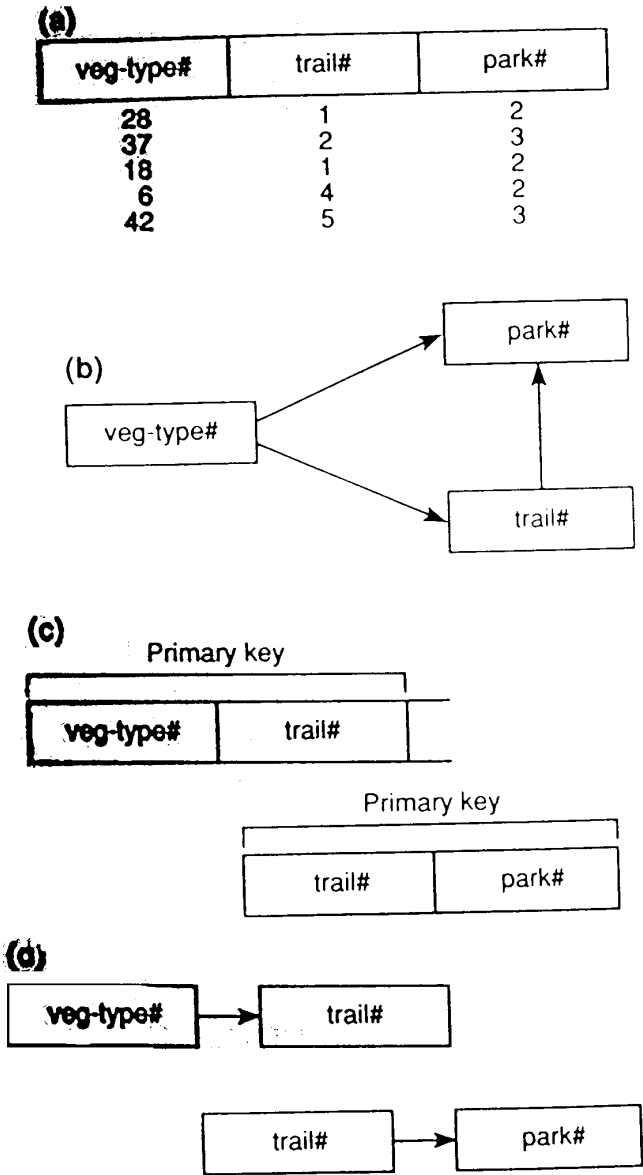 (a)
veg-type# trail# park#
28 1 2
37 2 3
18 1 2
6 4 2
42 5 3
(b)
park#
veg-type#
trail#
(c)
Primary key
veg-type# trail#
Primary key
trail# park#
(d)
veg-type# trail#
trail# park#